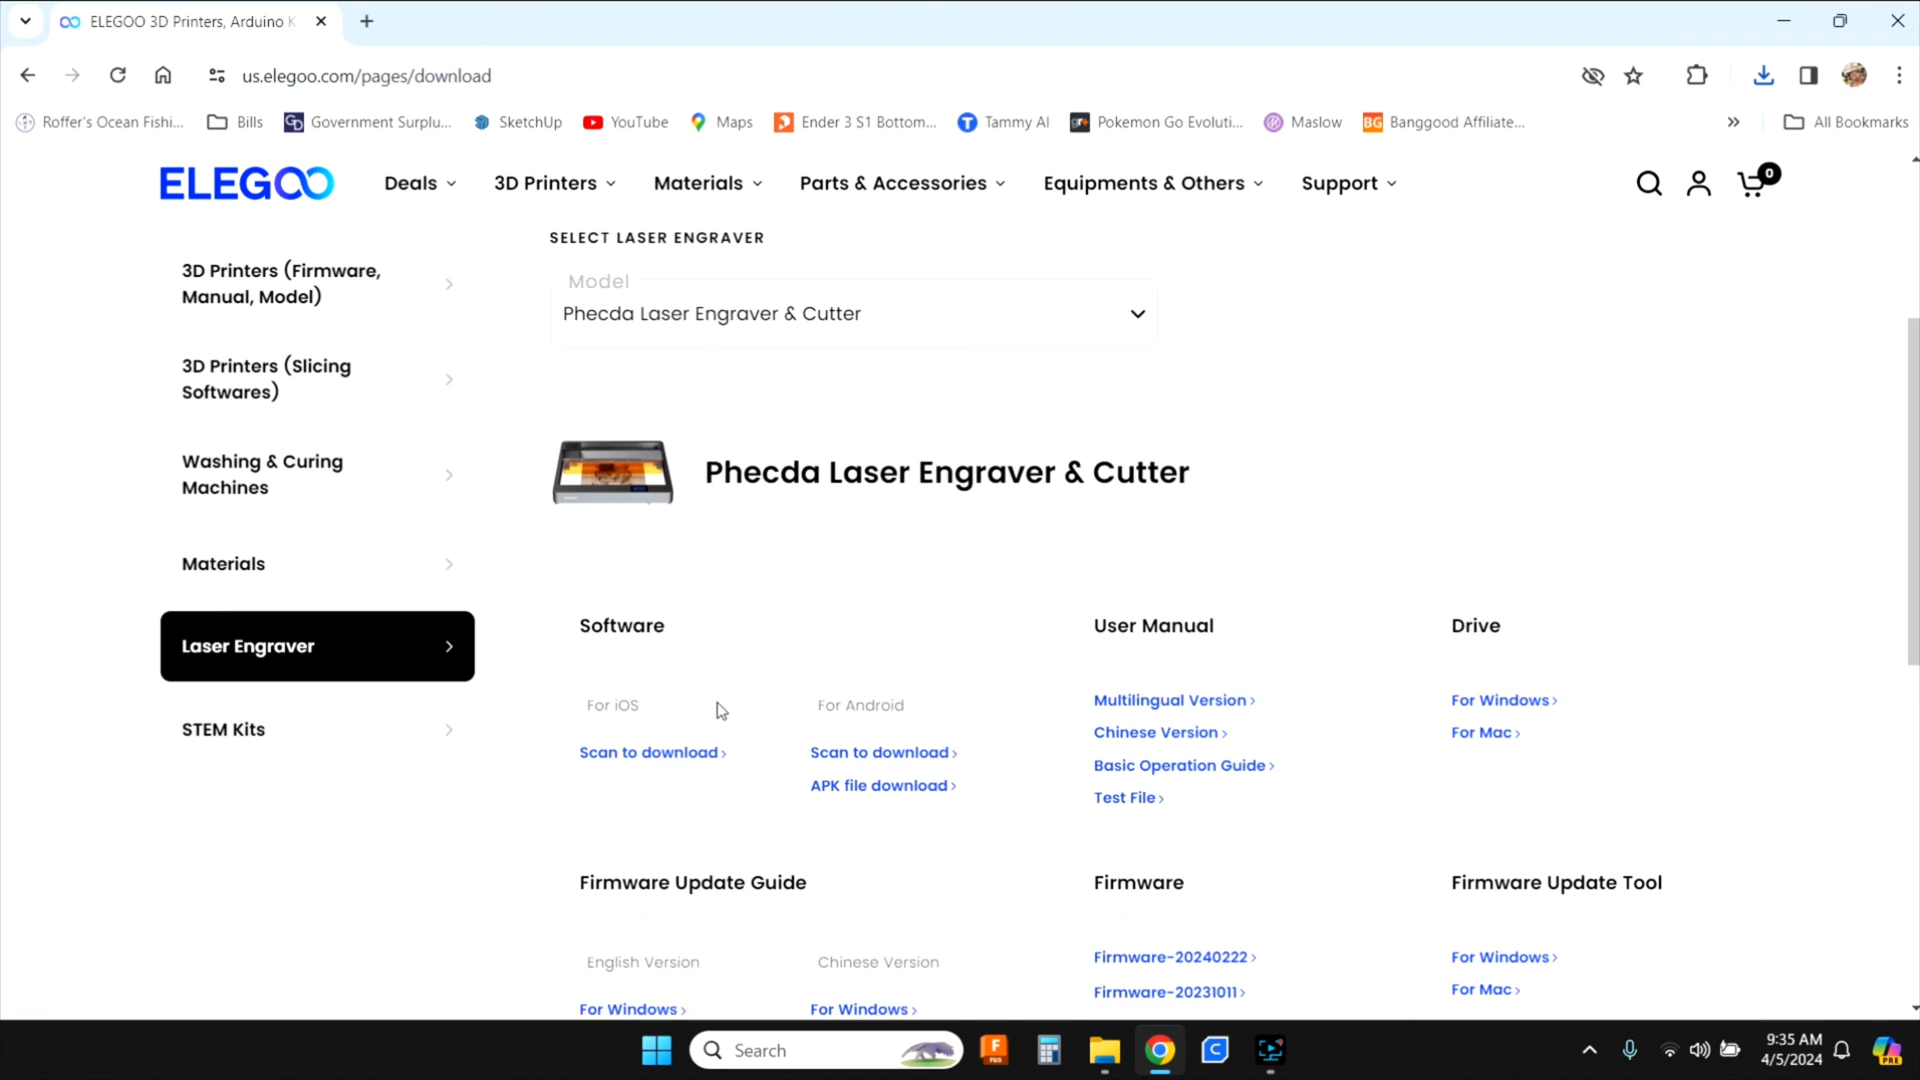 ELEGOO 3D Printers, Arduino K
us.elegoo.com/pages/download
Roffer's Ocean Fishi...
Bills
Government Surplu...
SketchUp
YouTube
Maps
Ender 3 S1 Bottom...
Tammy AI
Pokemon Go Evoluti...
Maslow
BG
Banggood Affiliate...
All Bookmarks
ELEGOO
Deals
3D Printers
Materials
Parts & Accessories
Equipments & Others
Support
0
3D Printers (Firmware,
Manual, Model)
3D Printers (Slicing
Softwares)
Washing & Curing
Machines
Materials
Laser Engraver
STEM Kits
SELECT LASER ENGRAVER
Model
Phecda Laser Engraver & Cutter
Phecda Laser Engraver & Cutter
Software
For iOS
Scan to download
For Android
Scan to download
APK file download
User Manual
Multilingual Version
Chinese Version
Basic Operation Guide
Test File
Drive
For Windows
For Mac
Firmware Update Guide
English Version
For Windows
Chinese Version
For Windows
Firmware
Firmware-20240222
Firmware-20231011
Firmware Update Tool
For Windows
For Mac
Search
9:35 AM
4/5/2024
PRE